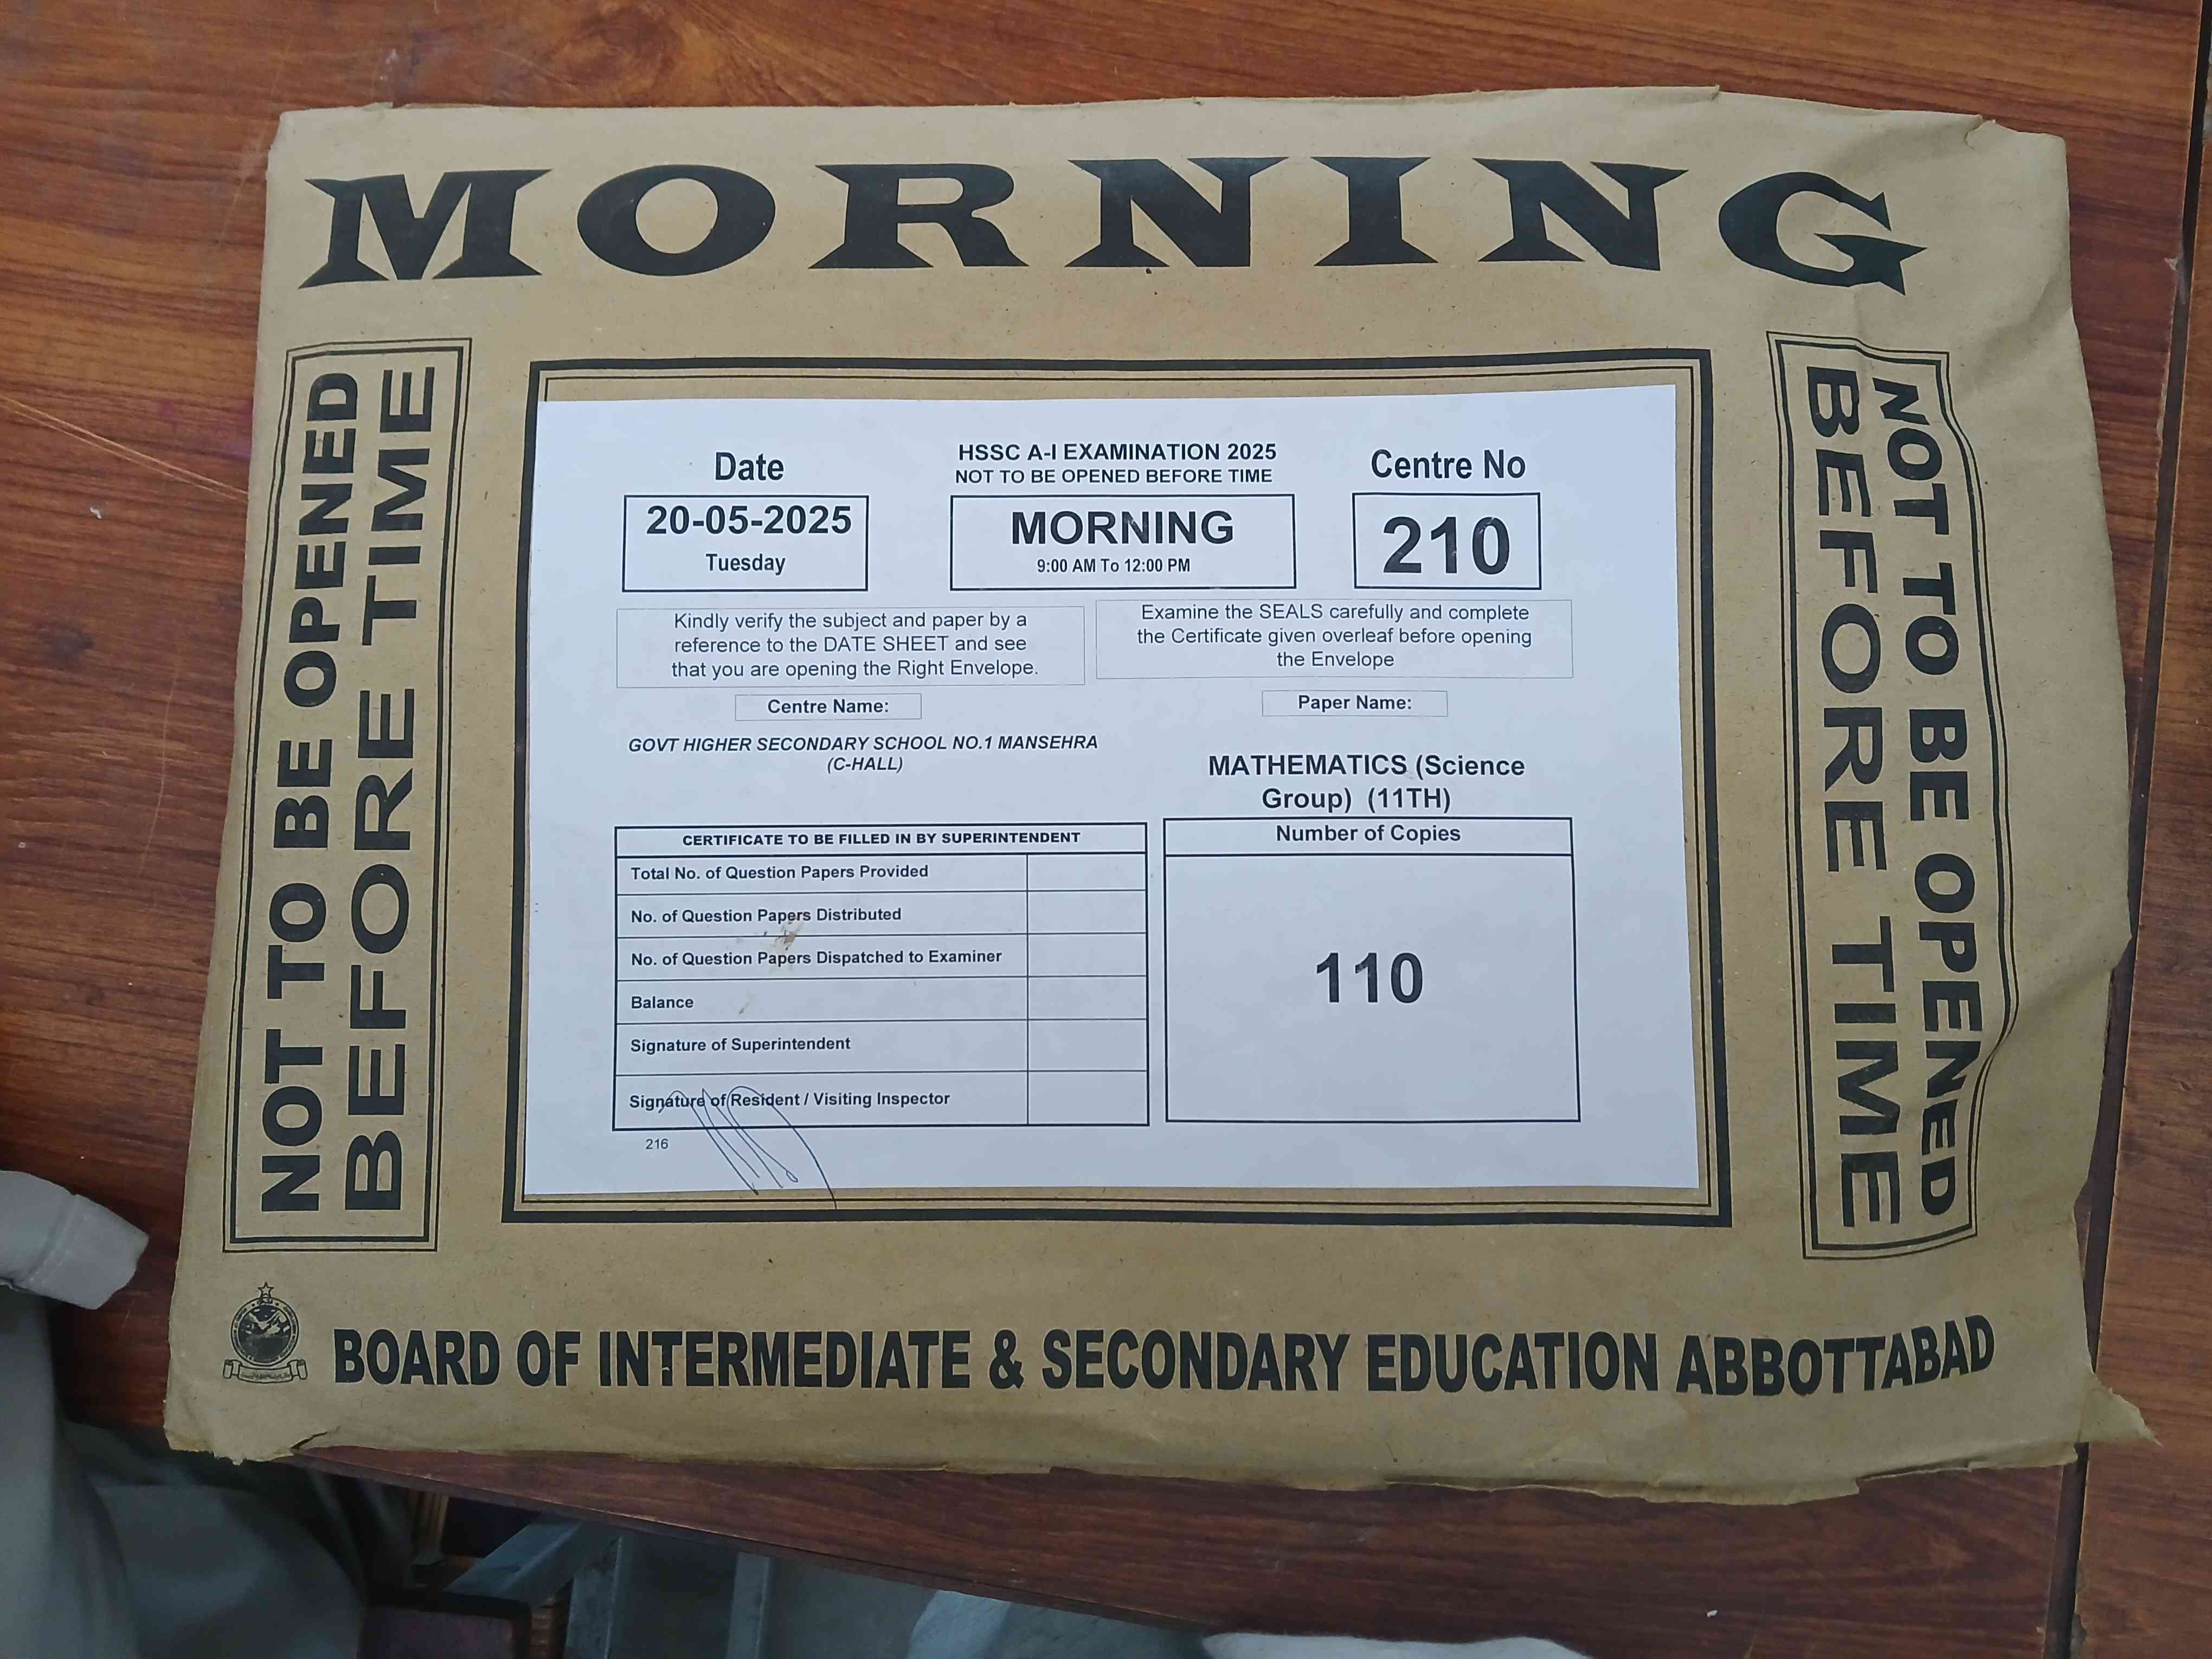 MORNING
NOT TO BE OPENED
BEFORE TIME
Date
20-05-2025
Tuesday
HSSC A-I EXAMINATION 2025
NOT TO BE OPENED BEFORE TIME
MORNING
9:00 AM To 12:00 PM
Centre No
210
Kindly verify the subject and paper by a
reference to the DATE SHEET and see
that you are opening the Right Envelope.
Examine the SEALS carefully and complete
the Certificate given overleaf before opening
the Envelope
Centre Name:
GOVT HIGHER SECONDARY SCHOOL NO.1 MANSEHRA
(C-HALL)
Paper Name:
MATHEMATICS (Science
Group) (11TH)
CERTIFICATE TO BE FILLED IN BY SUPERINTENDENT
Total No. of Question Papers Provided
No. of Question Papers Distributed
No. of Question Papers Dispatched to Examiner
Balance
Signature of Superintendent
Signature of Resident / Visiting Inspector
216
Number of Copies
110
NOT TO BE OPENED
BEFORE TIME
BOARD OF INTERMEDIATE & SECONDARY EDUCATION ABBOTTABAD